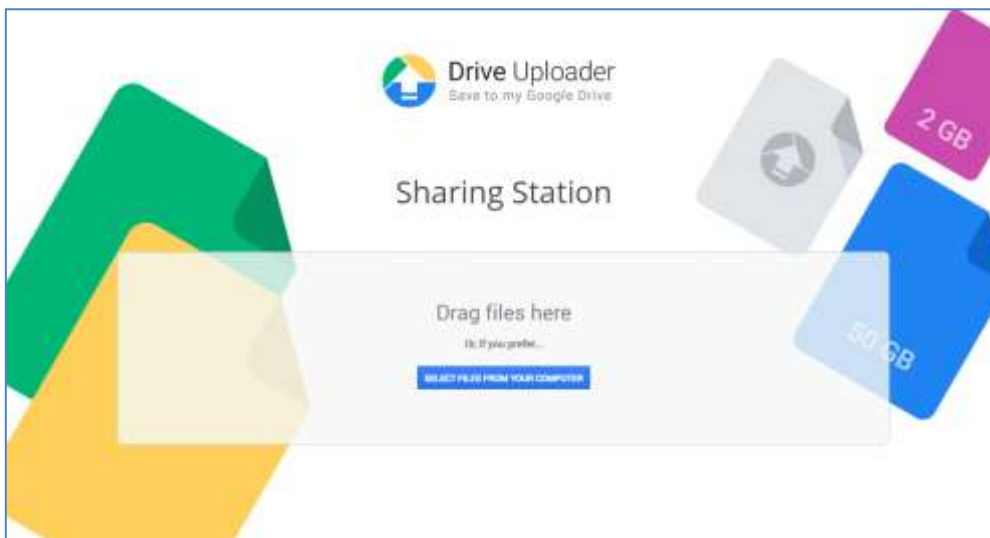 Drive Uploader
Save to my Google Drive
2 GB
Sharing Station
Drag files here
Or, if you prefer...
50 GB
SELECT FILES FROM YOUR COMPUTER